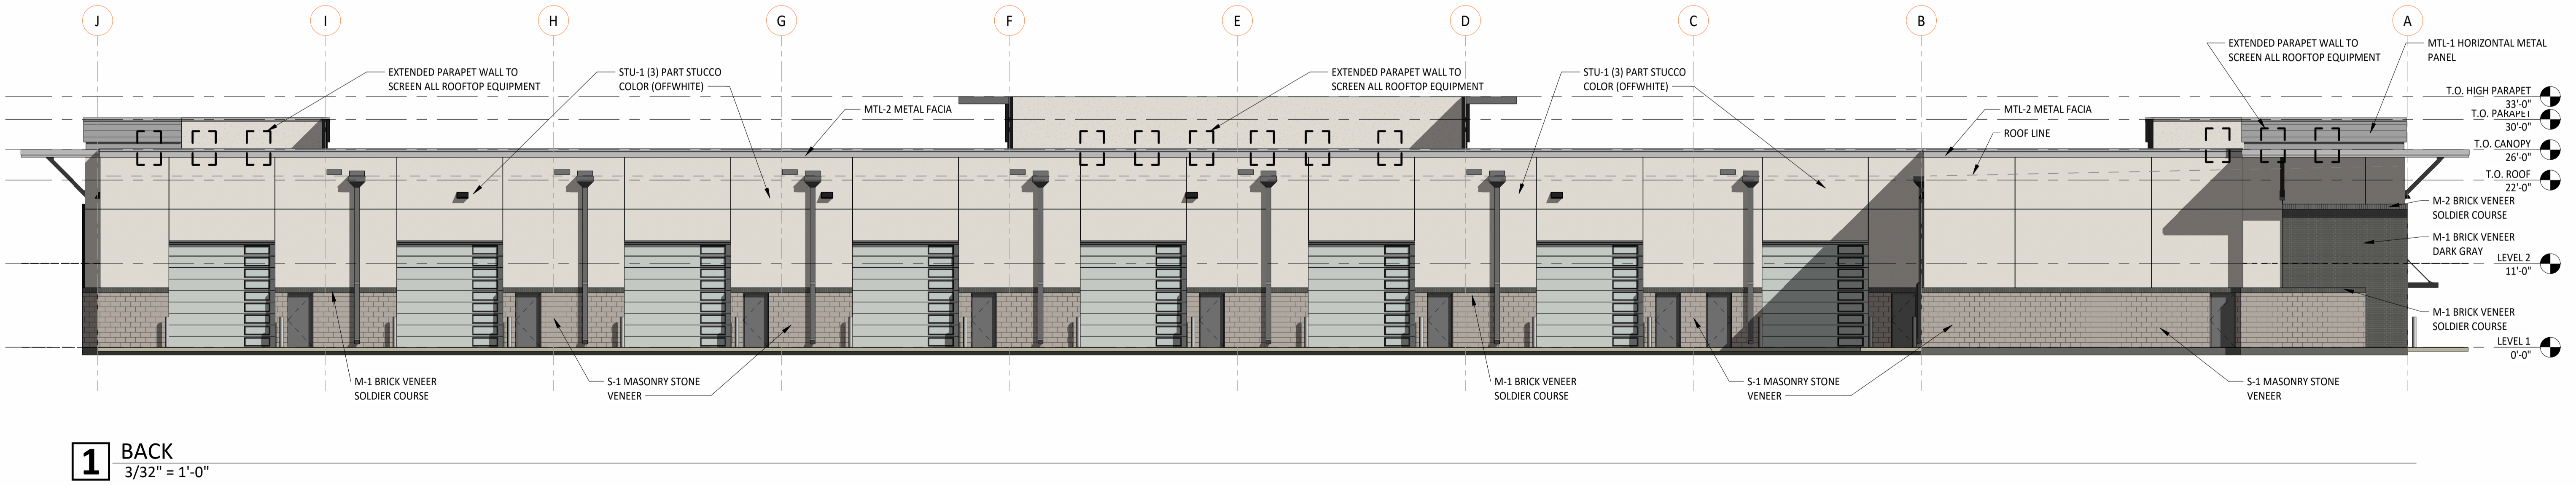 J
I
H
G
F
E
D
C
B
A
EXTENDED PARAPET WALL TO
SCREEN ALL ROOFTOP EQUIPMENT
STU-1 (3) PART STUCCO
COLOR (OFFWHITE)
MTL-2 METAL FACIA
EXTENDED PARAPET WALL TO
SCREEN ALL ROOFTOP EQUIPMENT
STU-1 (3) PART STUCCO
COLOR (OFFWHITE)
MTL-2 METAL FACIA
ROOF LINE
EXTENDED PARAPET WALL TO
SCREEN ALL ROOFTOP EQUIPMENT
MTL-1 HORIZONTAL METAL
PANEL
T.O. HIGH PARAPET
33'-0"
T.O. PARAPET
30'-0"
T.O. CANOPY
26'-0"
T.O. ROOF
22'-0"
M-2 BRICK VENEER
SOLDIER COURSE
M-1 BRICK VENEER
DARK GRAY
LEVEL 2
11'-0"
M-1 BRICK VENEER
SOLDIER COURSE
LEVEL 1
0'-0"
M-1 BRICK VENEER
SOLDIER COURSE
S-1 MASONRY STONE
VENEER
M-1 BRICK VENEER
SOLDIER COURSE
S-1 MASONRY STONE
VENEER
S-1 MASONRY STONE
VENEER
1
BACK
3/32" = 1'-0"